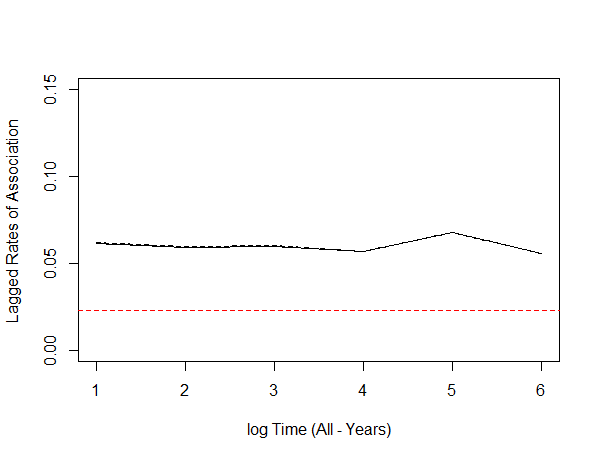 Lagged Rates of Association
0.15
0.10
0.05
0.00
1 2 3 4 5 6
log Time (All - Years)